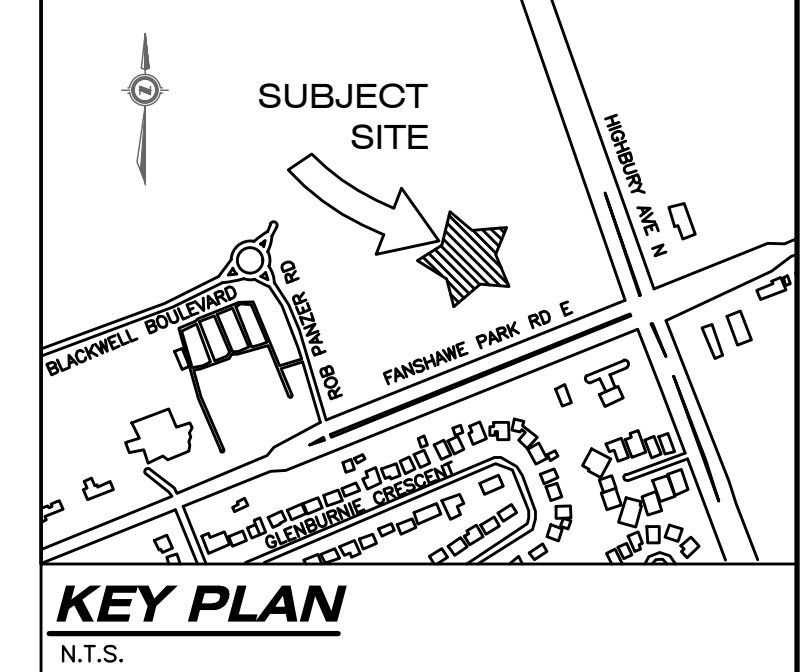 SUBJECT
SITE
HIGHBURY AVE N
BLACKWELL BOULEVARD
ROB PANZER RD
FANSHAWE PARK RD E
GLENBURNIE CRESCENT
KEY PLAN
N.T.S.